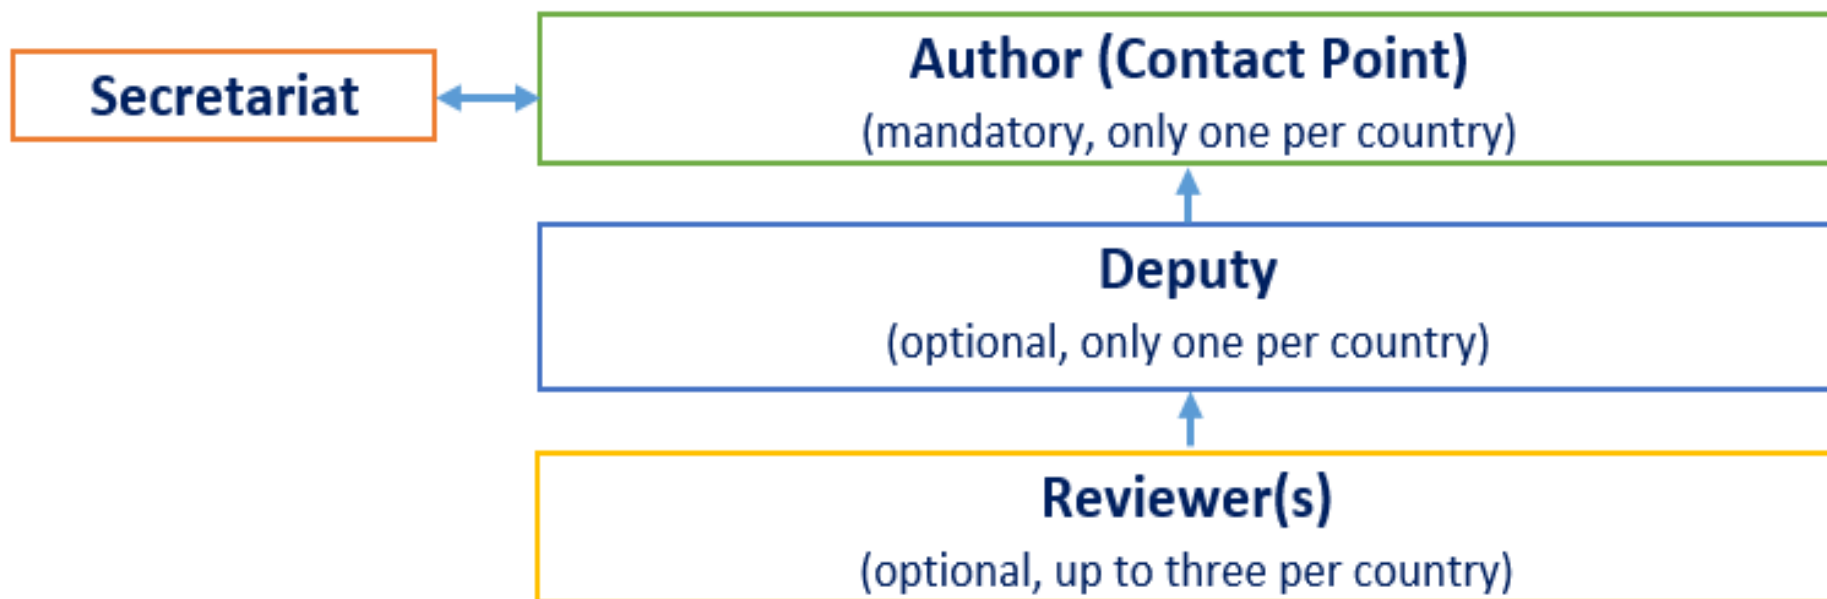 Secretariat
Author (Contact Point)
(mandatory, only one per country)
Deputy
(optional, only one per country)
Reviewer(s)
(optional, up to three per country)